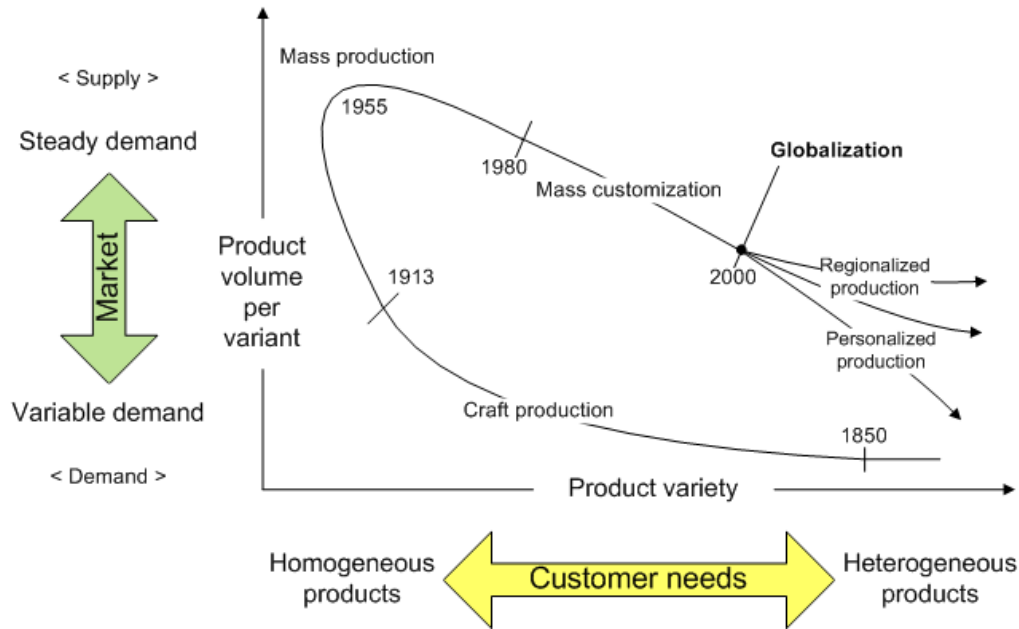 Mass production
< Supply >
1955
Steady demand
1980
Globalization
Mass customization
Market
Product
volume
per
variant
1913
2000
Regionalized
production
Personalized
production
Variable demand
Craft production
1850
< Demand >
Product variety
Homogeneous
products
Customer needs
Heterogeneous
products